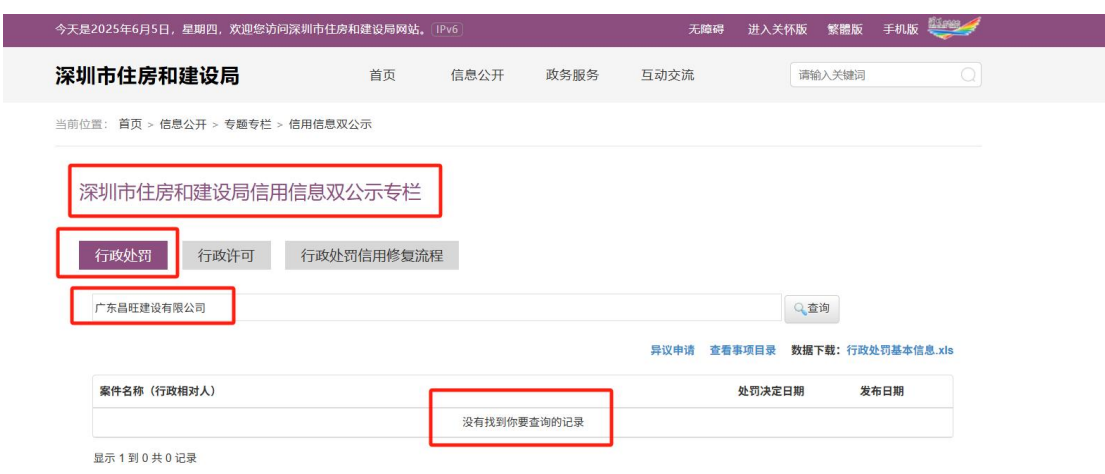 今天是2025年6月5日，星期四，欢迎您访问深圳市住房和建设局网站。 IPv6 无障碍 进入关怀版 繁體版 手机版
深圳市住房和建设局 首页 信息公开 政务服务 互动交流 请输入关键词
当前位置： 首页 > 信息公开 > 专题专栏 > 信用信息双公示
深圳市住房和建设局信用信息双公示专栏
行政处罚 行政许可 行政处罚信用修复流程
广东昌旺建设有限公司 查询
异议申请 查看事项目录 数据下载：行政处罚基本信息.xls
案件名称（行政相对人） 处罚决定日期 发布日期
没有找到你要查询的记录
显示 1 到 0 共 0 记录